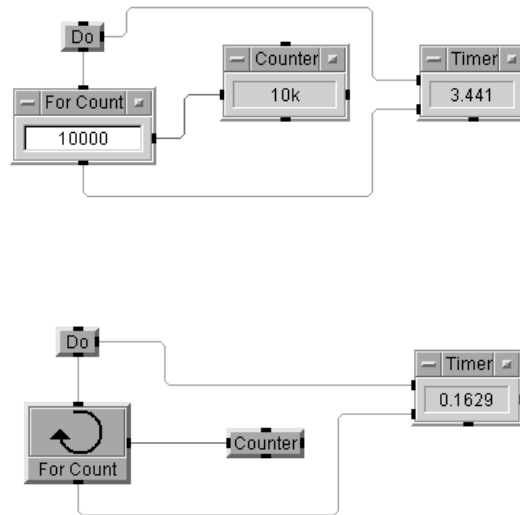 Do
Counter
Timer
10k
3.441
For Count
10000
Do
Timer
0.1629
Counter
For Count